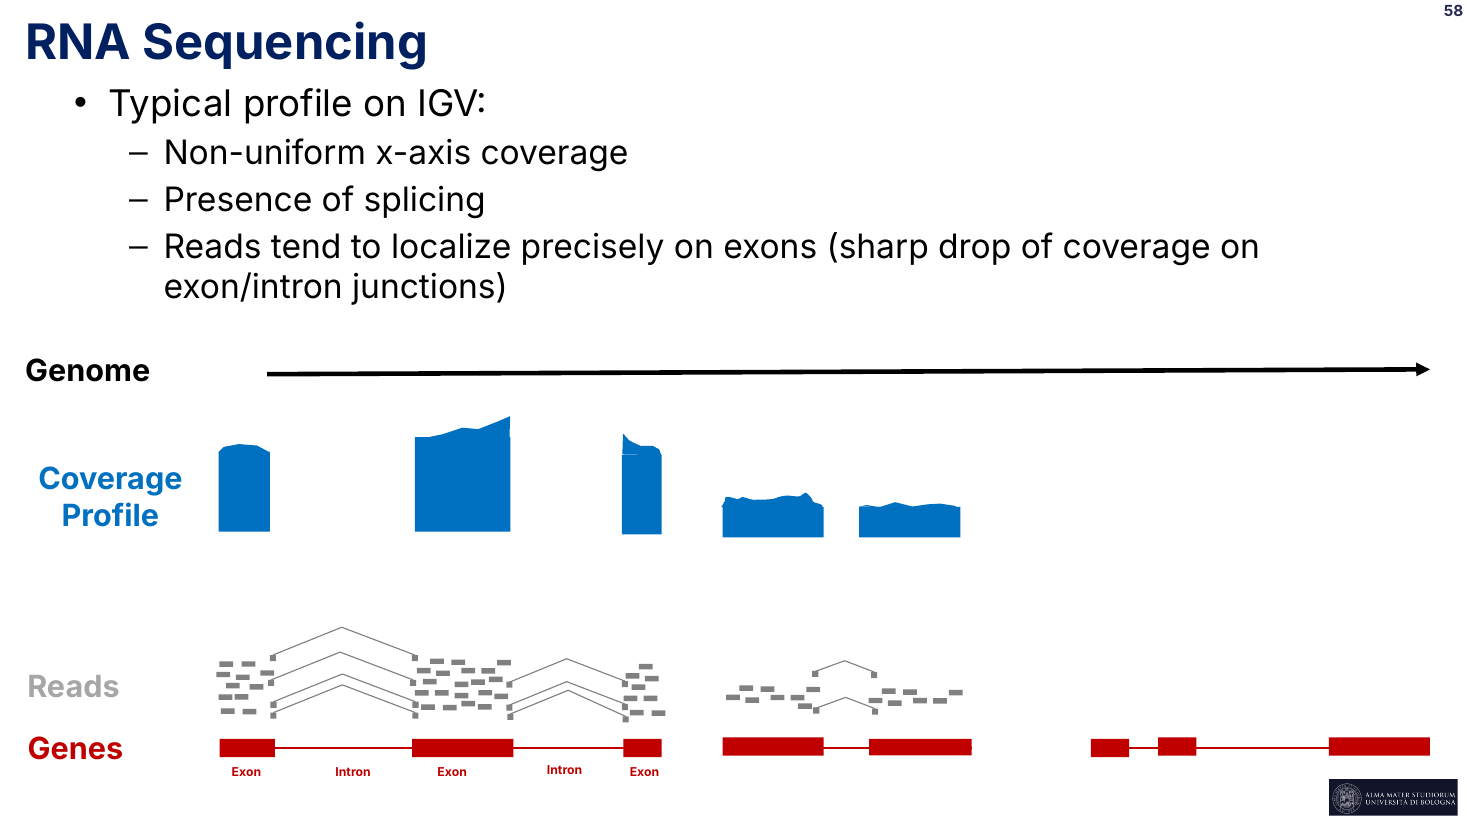 58
RNA Sequencing
• Typical profile on IGV:
– Non-uniform x-axis coverage
– Presence of splicing
– Reads tend to localize precisely on exons (sharp drop of coverage on
exon/intron junctions)
Genome
Coverage
Profile
Reads
Genes
Exon Intron Exon Intron Exon
ALMA MATER STUDIORUM
UNIVERSITÀ DI BOLOGNA